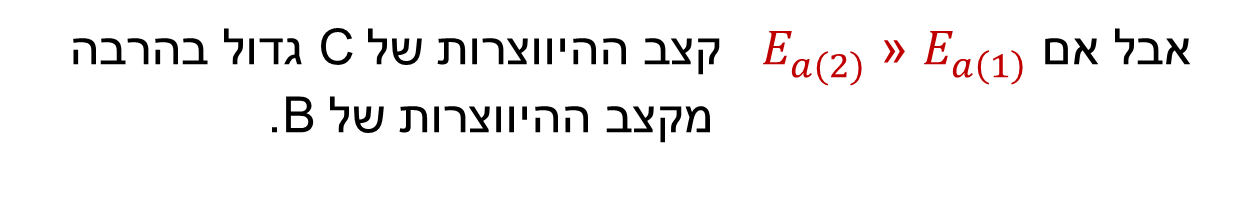 אבל אם E_{a(2)} » E_{a(1)} קצב ההיווצרות של C גדול בהרבה
מקצב ההיווצרות של B.